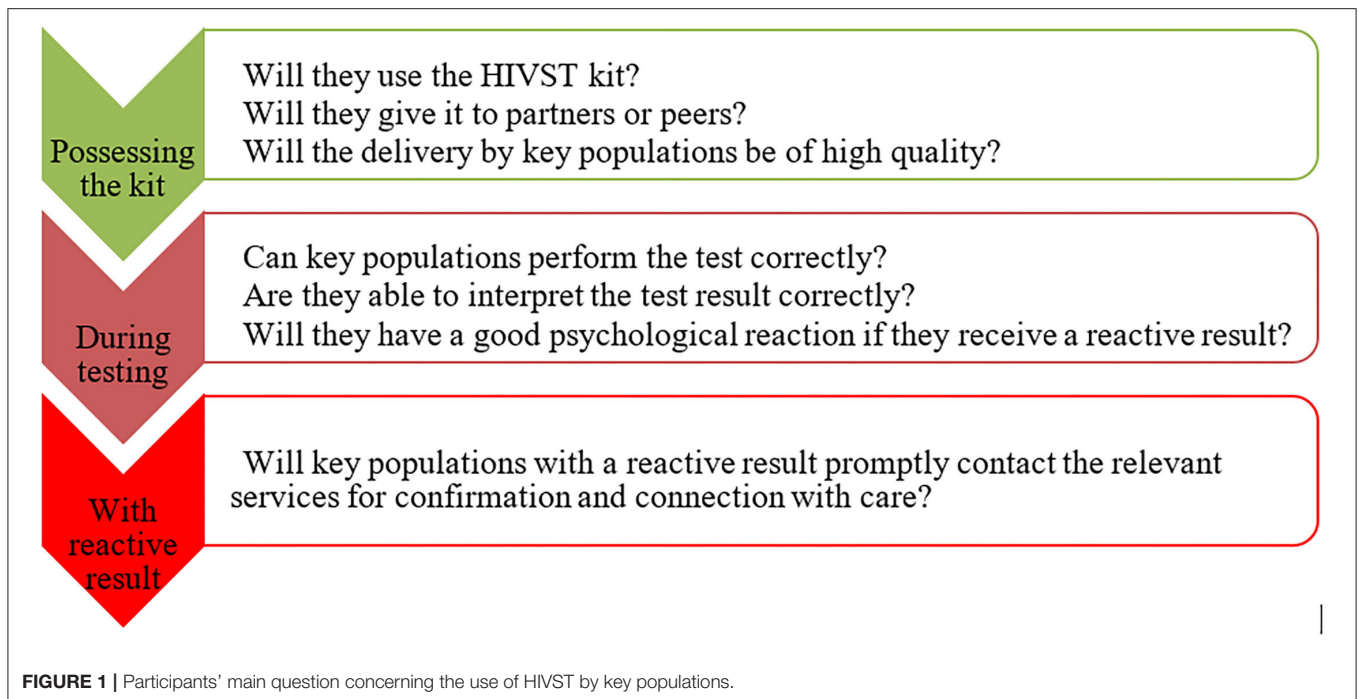 Possessing
the kit
Will they use the HIVST kit?
Will they give it to partners or peers?
Will the delivery by key populations be of high quality?
During
testing
Can key populations perform the test correctly?
Are they able to interpret the test result correctly?
Will they have a good psychological reaction if they receive a reactive result?
With
reactive
result
Will key populations with a reactive result promptly contact the relevant
services for confirmation and connection with care?
FIGURE 1 | Participants’ main question concerning the use of HIVST by key populations.